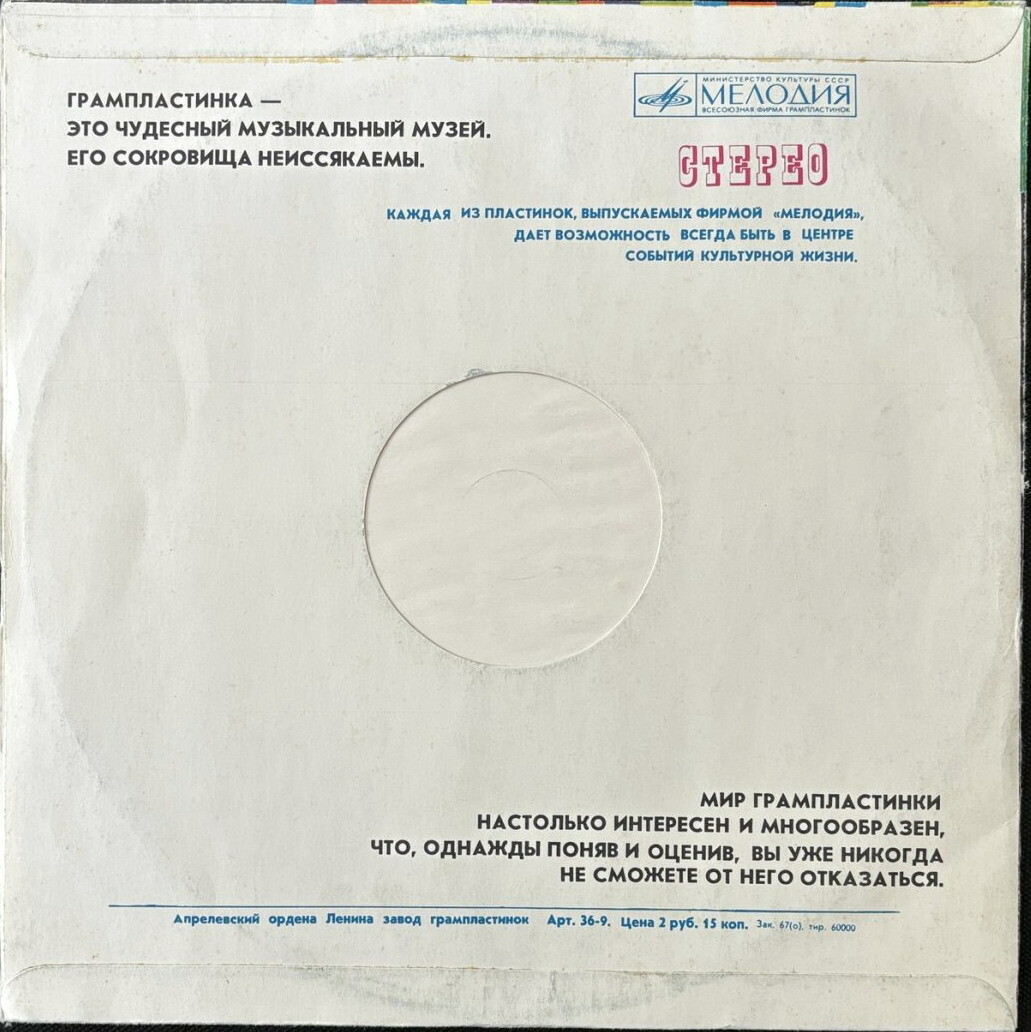 ГРАМПЛАСТИНКА —
ЭТО ЧУДЕСНЫЙ МУЗЫКАЛЬНЫЙ МУЗЕЙ.
ЕГО СОКРОВИЩА НЕИССЯКАЕМЫ.
МИНИСТЕРСТВО КУЛЬТУРЫ СССР
МЕЛОДИЯ
ВСЕСОЮЗНАЯ ФИРМА ГРАМПЛАСТИНОК
СТЕРЕО
КАЖДАЯ ИЗ ПЛАСТИНОК, ВЫПУСКАЕМЫХ ФИРМОЙ «МЕЛОДИЯ»,
ДАЕТ ВОЗМОЖНОСТЬ ВСЕГДА БЫТЬ В ЦЕНТРЕ
СОБЫТИЙ КУЛЬТУРНОЙ ЖИЗНИ.
МИР ГРАМПЛАСТИНКИ
НАСТОЛЬКО ИНТЕРЕСЕН И МНОГООБРАЗЕН,
ЧТО, ОДНАЖДЫ ПОНЯВ И ОЦЕНИВ, ВЫ УЖЕ НИКОГДА
НЕ СМОЖЕТЕ ОТ НЕГО ОТКАЗАТЬСЯ.
Апрелевский ордена Ленина завод грампластинок Арт. 36-9. Цена 2 руб. 15 коп. Зак. 67(о), тир. 60000